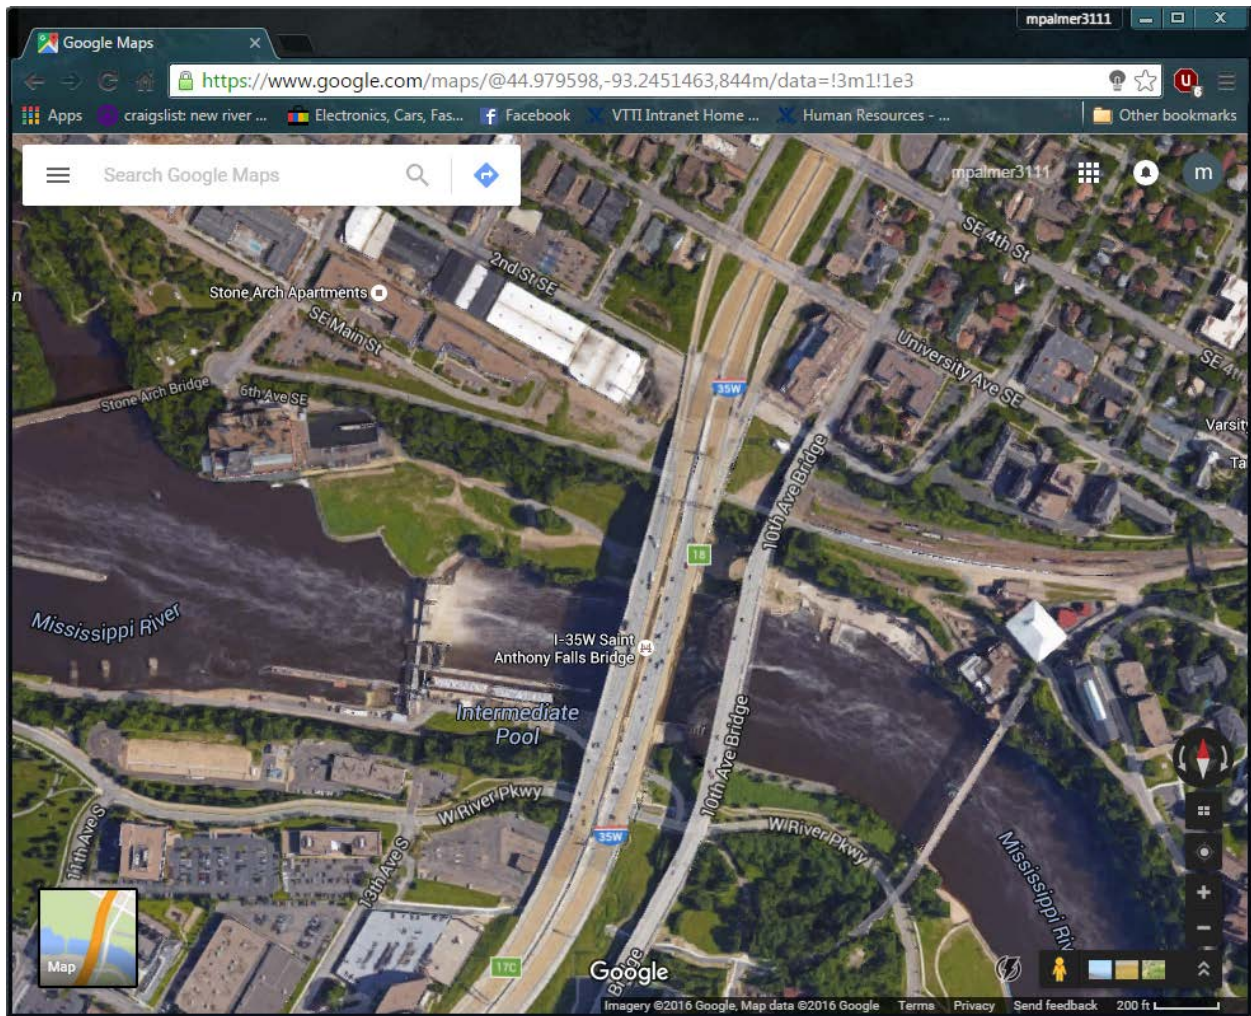 mpalmer3111
Google Maps
https://www.google.com/maps/@44.979598,-93.2451463,844m/data=!3m1!1e3
Apps
craigslist: new river ...
Electronics, Cars, Fas...
Facebook
VTTI Intranet Home ...
Human Resources - ...
Other bookmarks
Search Google Maps
mpalmer3111
m
SE 4th St
2nd St SE
n
Stone Arch Apartments
SE Main St
University Ave SE
SE 4th
35W
Stone Arch Bridge
6th Ave SE
Varsity
Ta
10th Ave Bridge
18
Mississippi River
I-35W Saint
Anthony Falls Bridge
Intermediate
Pool
10th Ave Bridge
W River Pkwy
W River Pkwy
35W
11th Ave S
13th Ave S
Mississippi Riv
Map
17C
Bridge
Google
Imagery ©2016 Google, Map data ©2016 Google
Terms
Privacy
Send feedback
200 ft